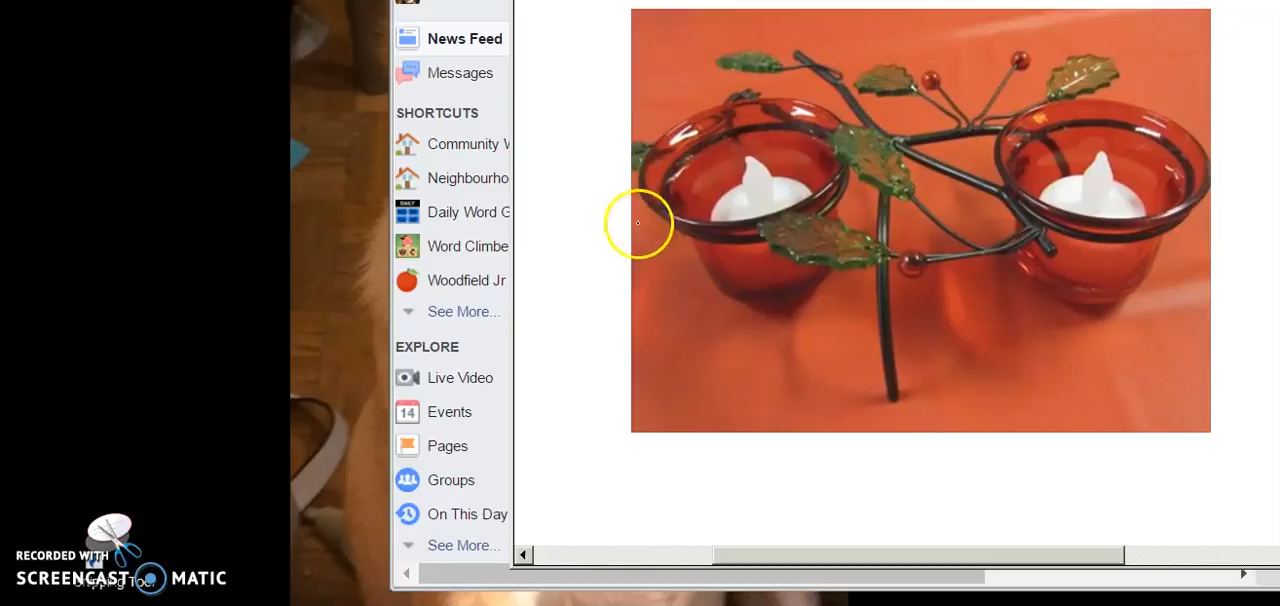 News Feed
Messages
SHORTCUTS
Community W
Neighbourho
DAILY
Daily Word G
Word Climbe
Woodfield Jr
See More...
EXPLORE
Live Video
14
Events
Pages
Groups
On This Day
See More...
RECORDED WITH
SCREENCAST MATIC